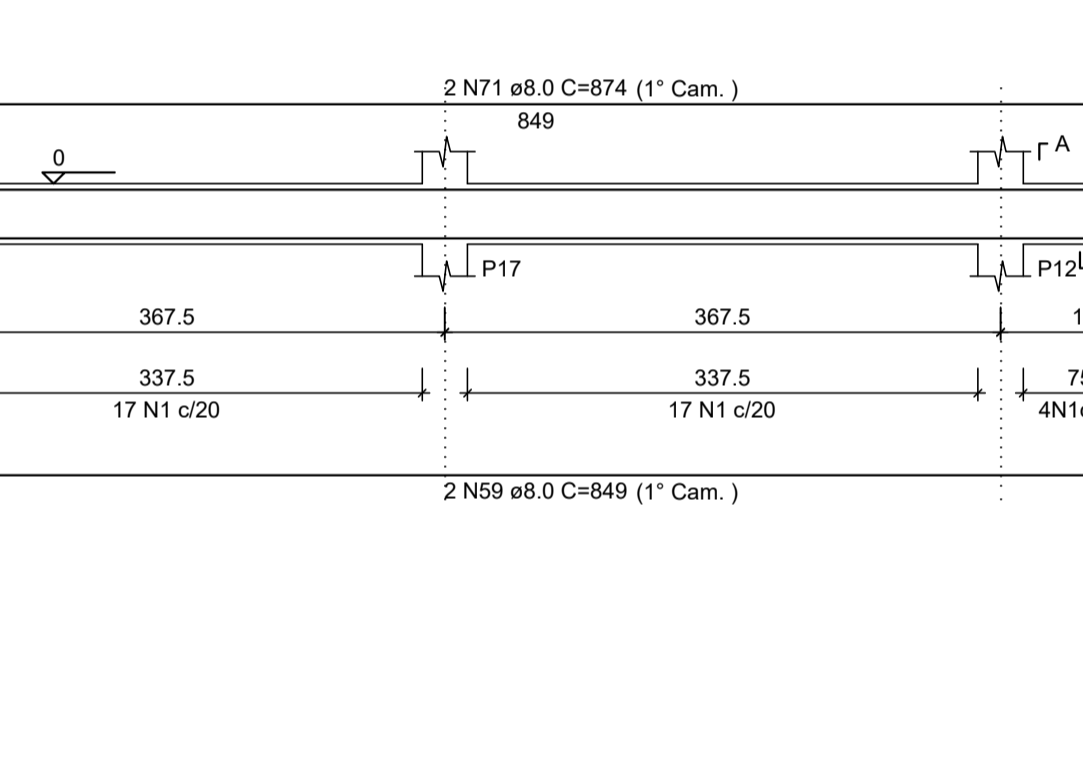 2 N71 ø8.0 C=874 (1° Cam. )
849
0
A
P17
P12
367.5
367.5
337.5
337.5
17 N1 c/20
17 N1 c/20
2 N59 ø8.0 C=849 (1° Cam. )